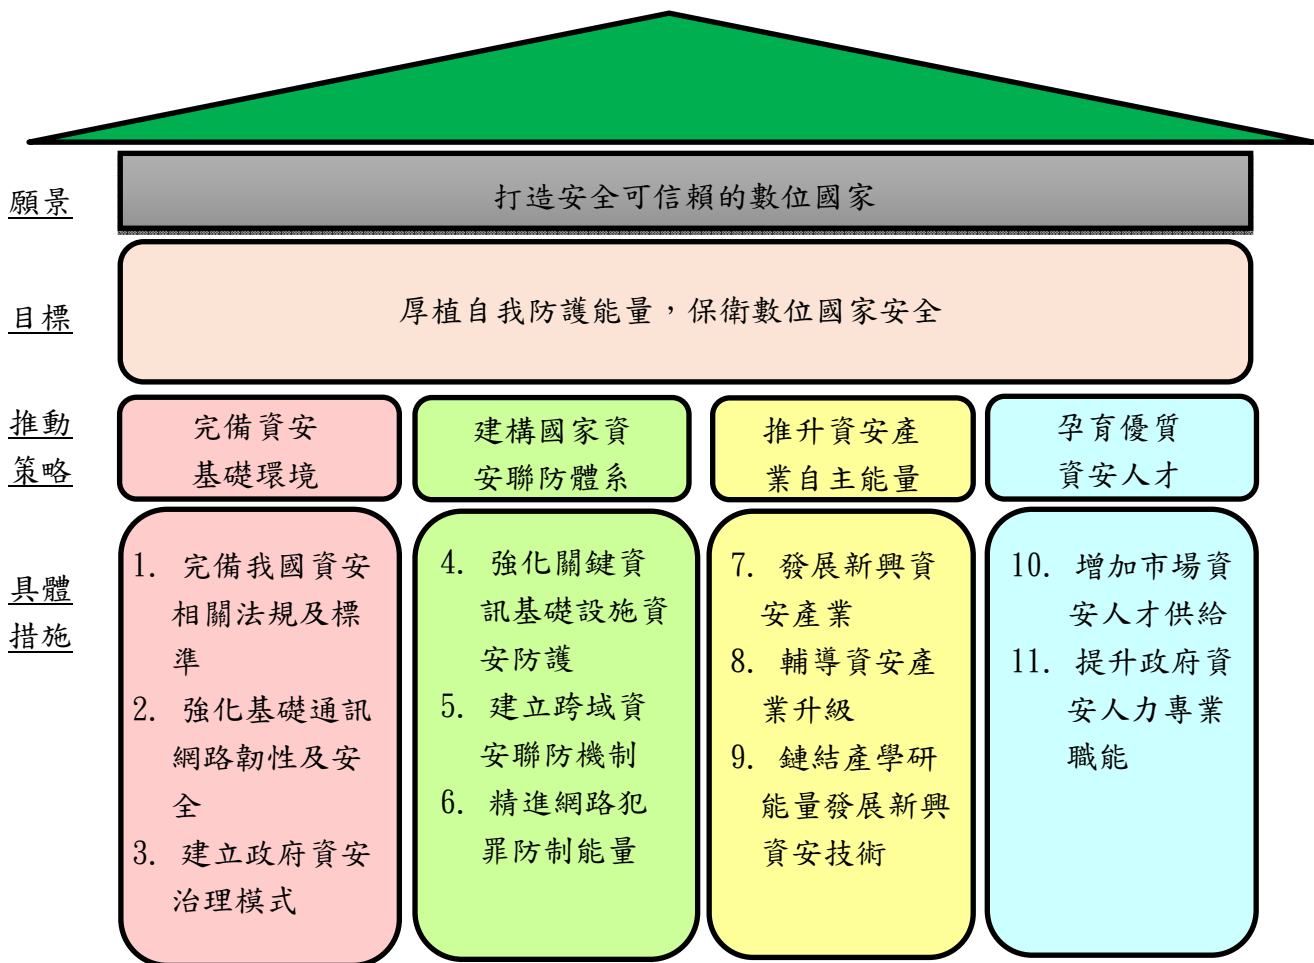 願景
打造安全可信賴的數位國家
目標
厚植自我防護能量，保衛數位國家安全
推動
策略
完備資安
基礎環境
建構國家資
安聯防體系
推升資安產
業自主能量
孕育優質
資安人才
具體
措施
1. 完備我國資安
相關法規及標
準
2. 強化基礎通訊
網路韌性及安
全
3. 建立政府資安
治理模式
4. 強化關鍵資
訊基礎設施資
安防護
5. 建立跨域資
安聯防機制
6. 精進網路犯
罪防制能量
7. 發展新興資
安產業
8. 輔導資安產
業升級
9. 鏈結產學研
能量發展新興
資安技術
10. 增加市場資
安人才供給
11. 提升政府資
安人力專業
職能